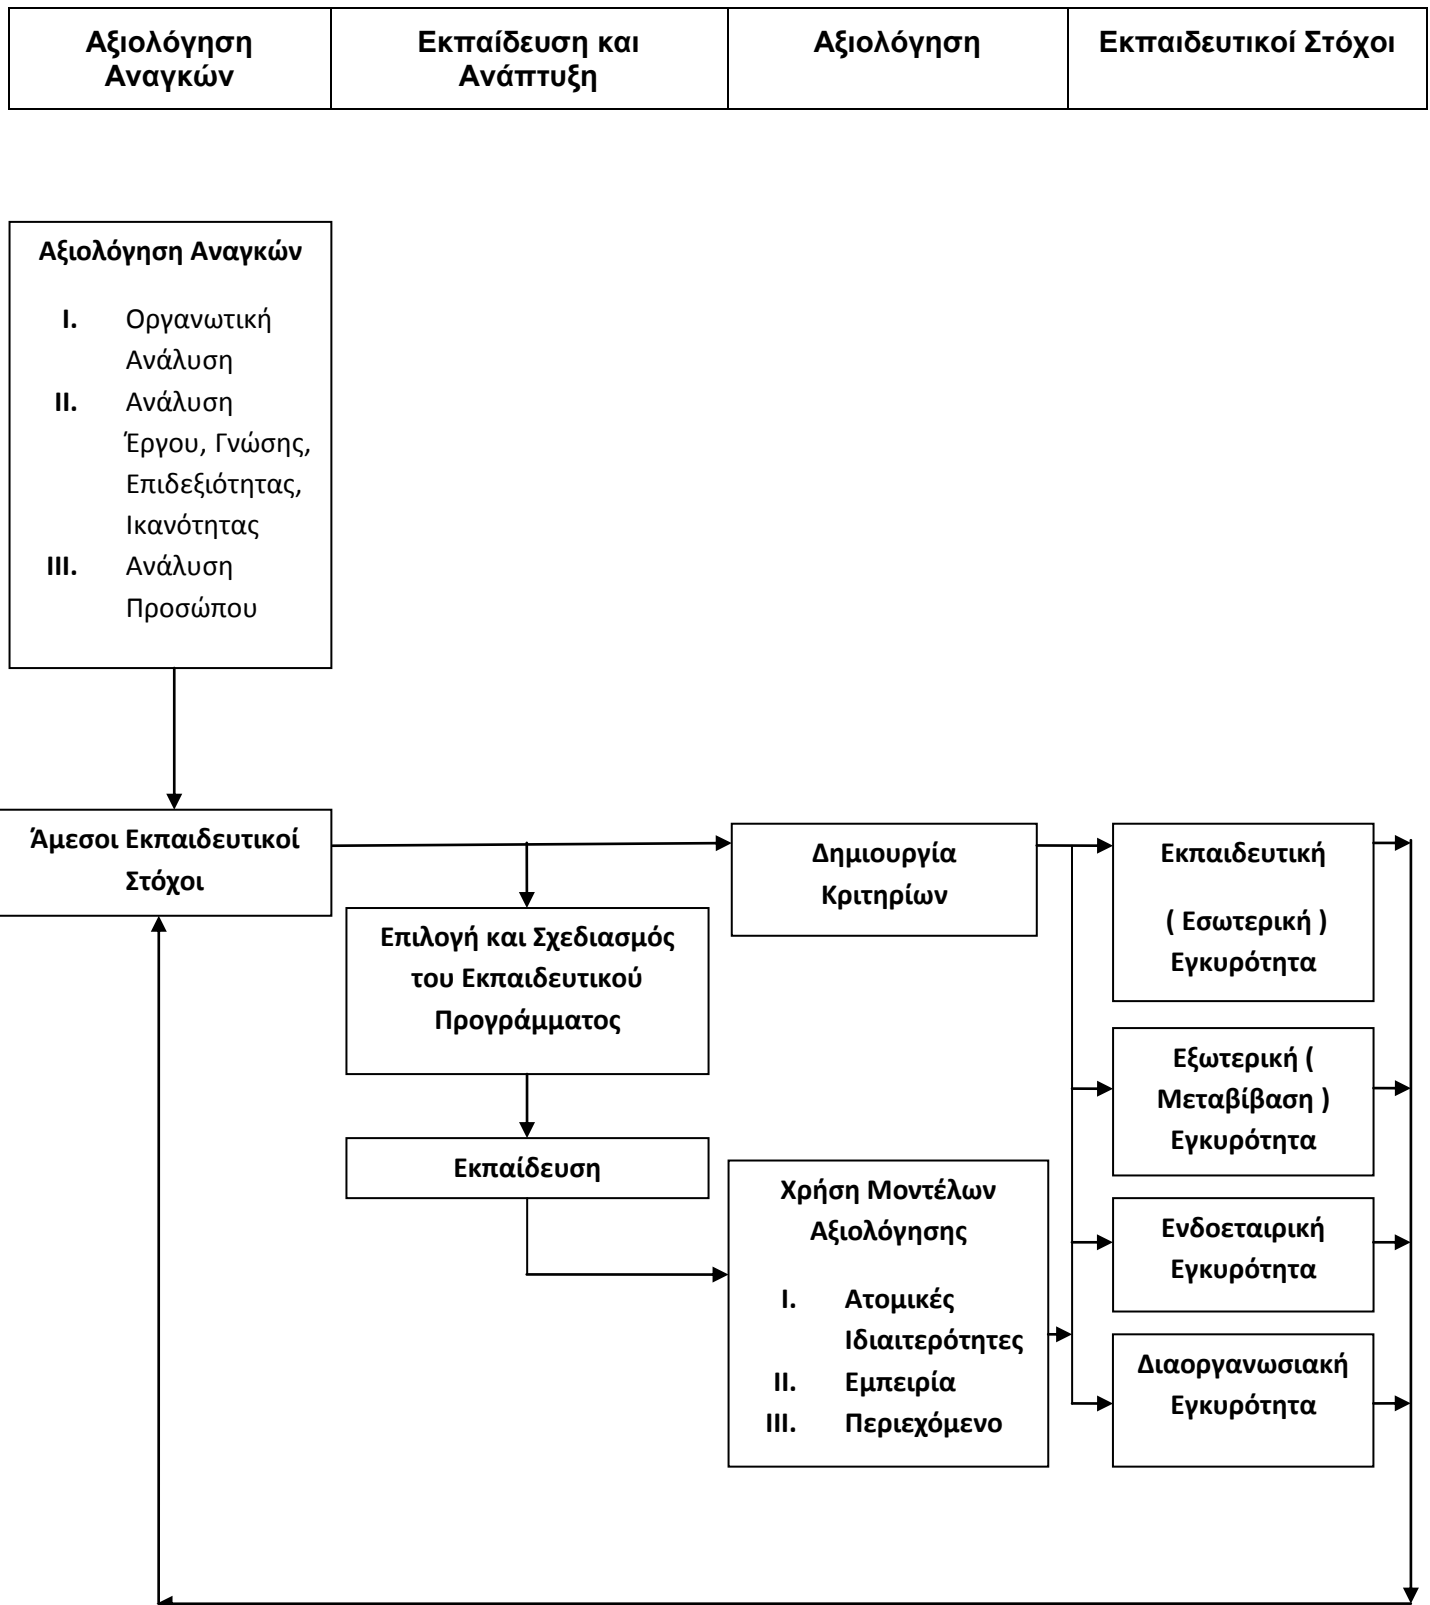 Αξιολόγηση
Αναγκών
Εκπαίδευση και
Ανάπτυξη
Αξιολόγηση
Εκπαιδευτικοί Στόχοι
Αξιολόγηση Αναγκών
I. Οργανωτική
Ανάλυση
II. Ανάλυση
Έργου, Γνώσης,
Επιδεξιότητας,
Ικανότητας
III. Ανάλυση
Προσώπου
Άμεσοι Εκπαιδευτικοί
Στόχοι
Επιλογή και Σχεδιασμός
του Εκπαιδευτικού
Προγράμματος
Εκπαίδευση
Δημιουργία
Κριτηρίων
Χρήση Μοντέλων
Αξιολόγησης
I. Ατομικές
Ιδιαιτερότητες
II. Εμπειρία
III. Περιεχόμενο
Εκπαιδευτική
( Εσωτερική )
Εγκυρότητα
Εξωτερική (
Μεταβίβαση )
Εγκυρότητα
Ενδοεταιρική
Εγκυρότητα
Διαοργανωσιακή
Εγκυρότητα